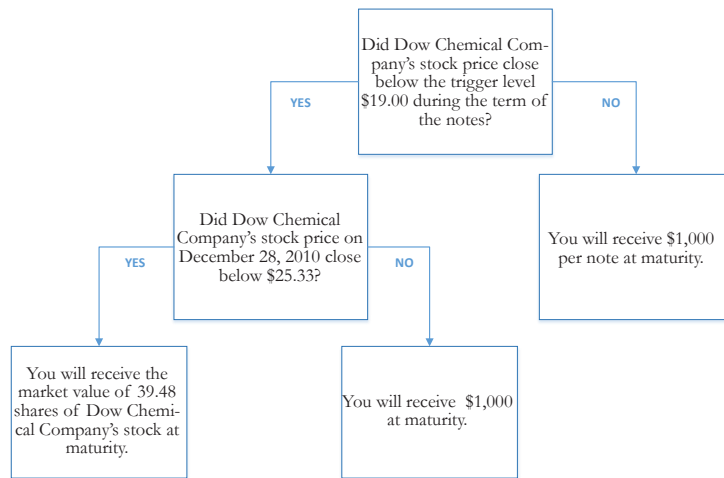 Did Dow Chemical Com-
pany's stock price close
below the trigger level
$19.00 during the term of
the notes?
YES
NO
Did Dow Chemical
Company's stock price on
December 28, 2010 close
below $25.33?
You will receive $1,000
per note at maturity.
YES
NO
You will receive the
market value of 39.48
shares of Dow Chemi-
cal Company's stock at
maturity.
You will receive $1,000
at maturity.